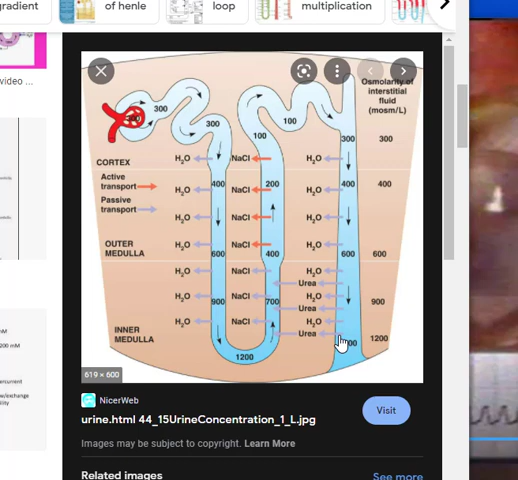 gradient
of henle
loop
multiplication
video ...
300
300
300
100
100
300
Osmolarity of
interstitial
fluid
(mosm/L)
300
CORTEX
H₂O
NaCl
H₂O
Active
transport
400
H₂O
NaCl
200
H₂O
400
400
Passive
transport
H₂O
NaCl
H₂O
OUTER
MEDULLA
H₂O
NaCl
H₂O
600
400
600
600
H₂O
NaCl
H₂O
Urea
H₂O
900
NaCl
700
H₂O
900
Urea
H₂O
NaCl
H₂O
INNER
MEDULLA
Urea
1200
1200
619 × 600
NicerWeb
urine.html 44_15UrineConcentration_1_L.jpg
Visit
Images may be subject to copyright. Learn More
Related images
See more